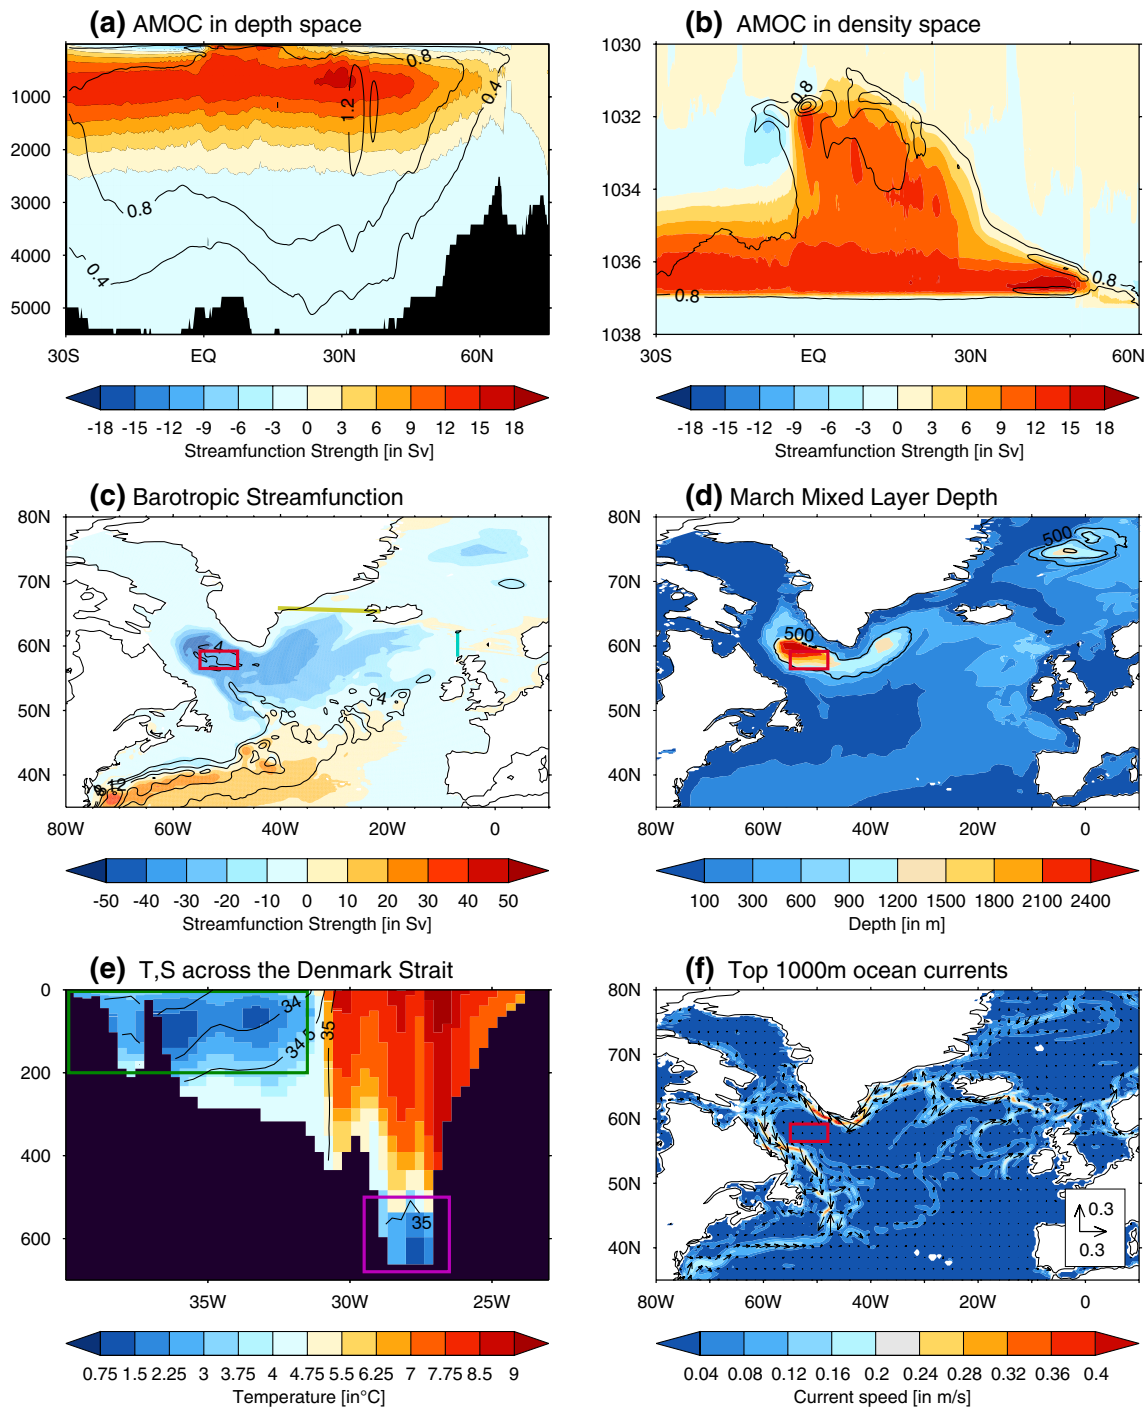 (a) AMOC in depth space
1000
2000
3000
4000
5000
0.8
1.2
0.4
0.8
0.4
30S EQ 30N 60N
-18 -15 -12 -9 -6 -3 0 3 6 9 12 15 18
Streamfunction Strength [in Sv]
(b) AMOC in density space
1030
1032
1034
1036
1038
0.8
0.8
0.8
30S EQ 30N 60N
-18 -15 -12 -9 -6 -3 0 3 6 9 12 15 18
Streamfunction Strength [in Sv]
(c) Barotropic Streamfunction
80N
70N
60N
50N
40N
4
4
8
12
80W 60W 40W 20W 0
-50 -40 -30 -20 -10 0 10 20 30 40 50
Streamfunction Strength [in Sv]
(d) March Mixed Layer Depth
80N
70N
60N
50N
40N
500
500
80W 60W 40W 20W 0
100 300 600 900 1200 1500 1800 2100 2400
Depth [in m]
(e) T,S across the Denmark Strait
0
200
400
600
34
34
35
35
35W 30W 25W
0.75 1.5 2.25 3 3.75 4 4.75 5.5 6.25 7 7.75 8.5 9
Temperature [in°C]
(f) Top 1000m ocean currents
80N
70N
60N
50N
40N
0.3
0.3
80W 60W 40W 20W 0
0.04 0.08 0.12 0.16 0.2 0.24 0.28 0.32 0.36 0.4
Current speed [in m/s]